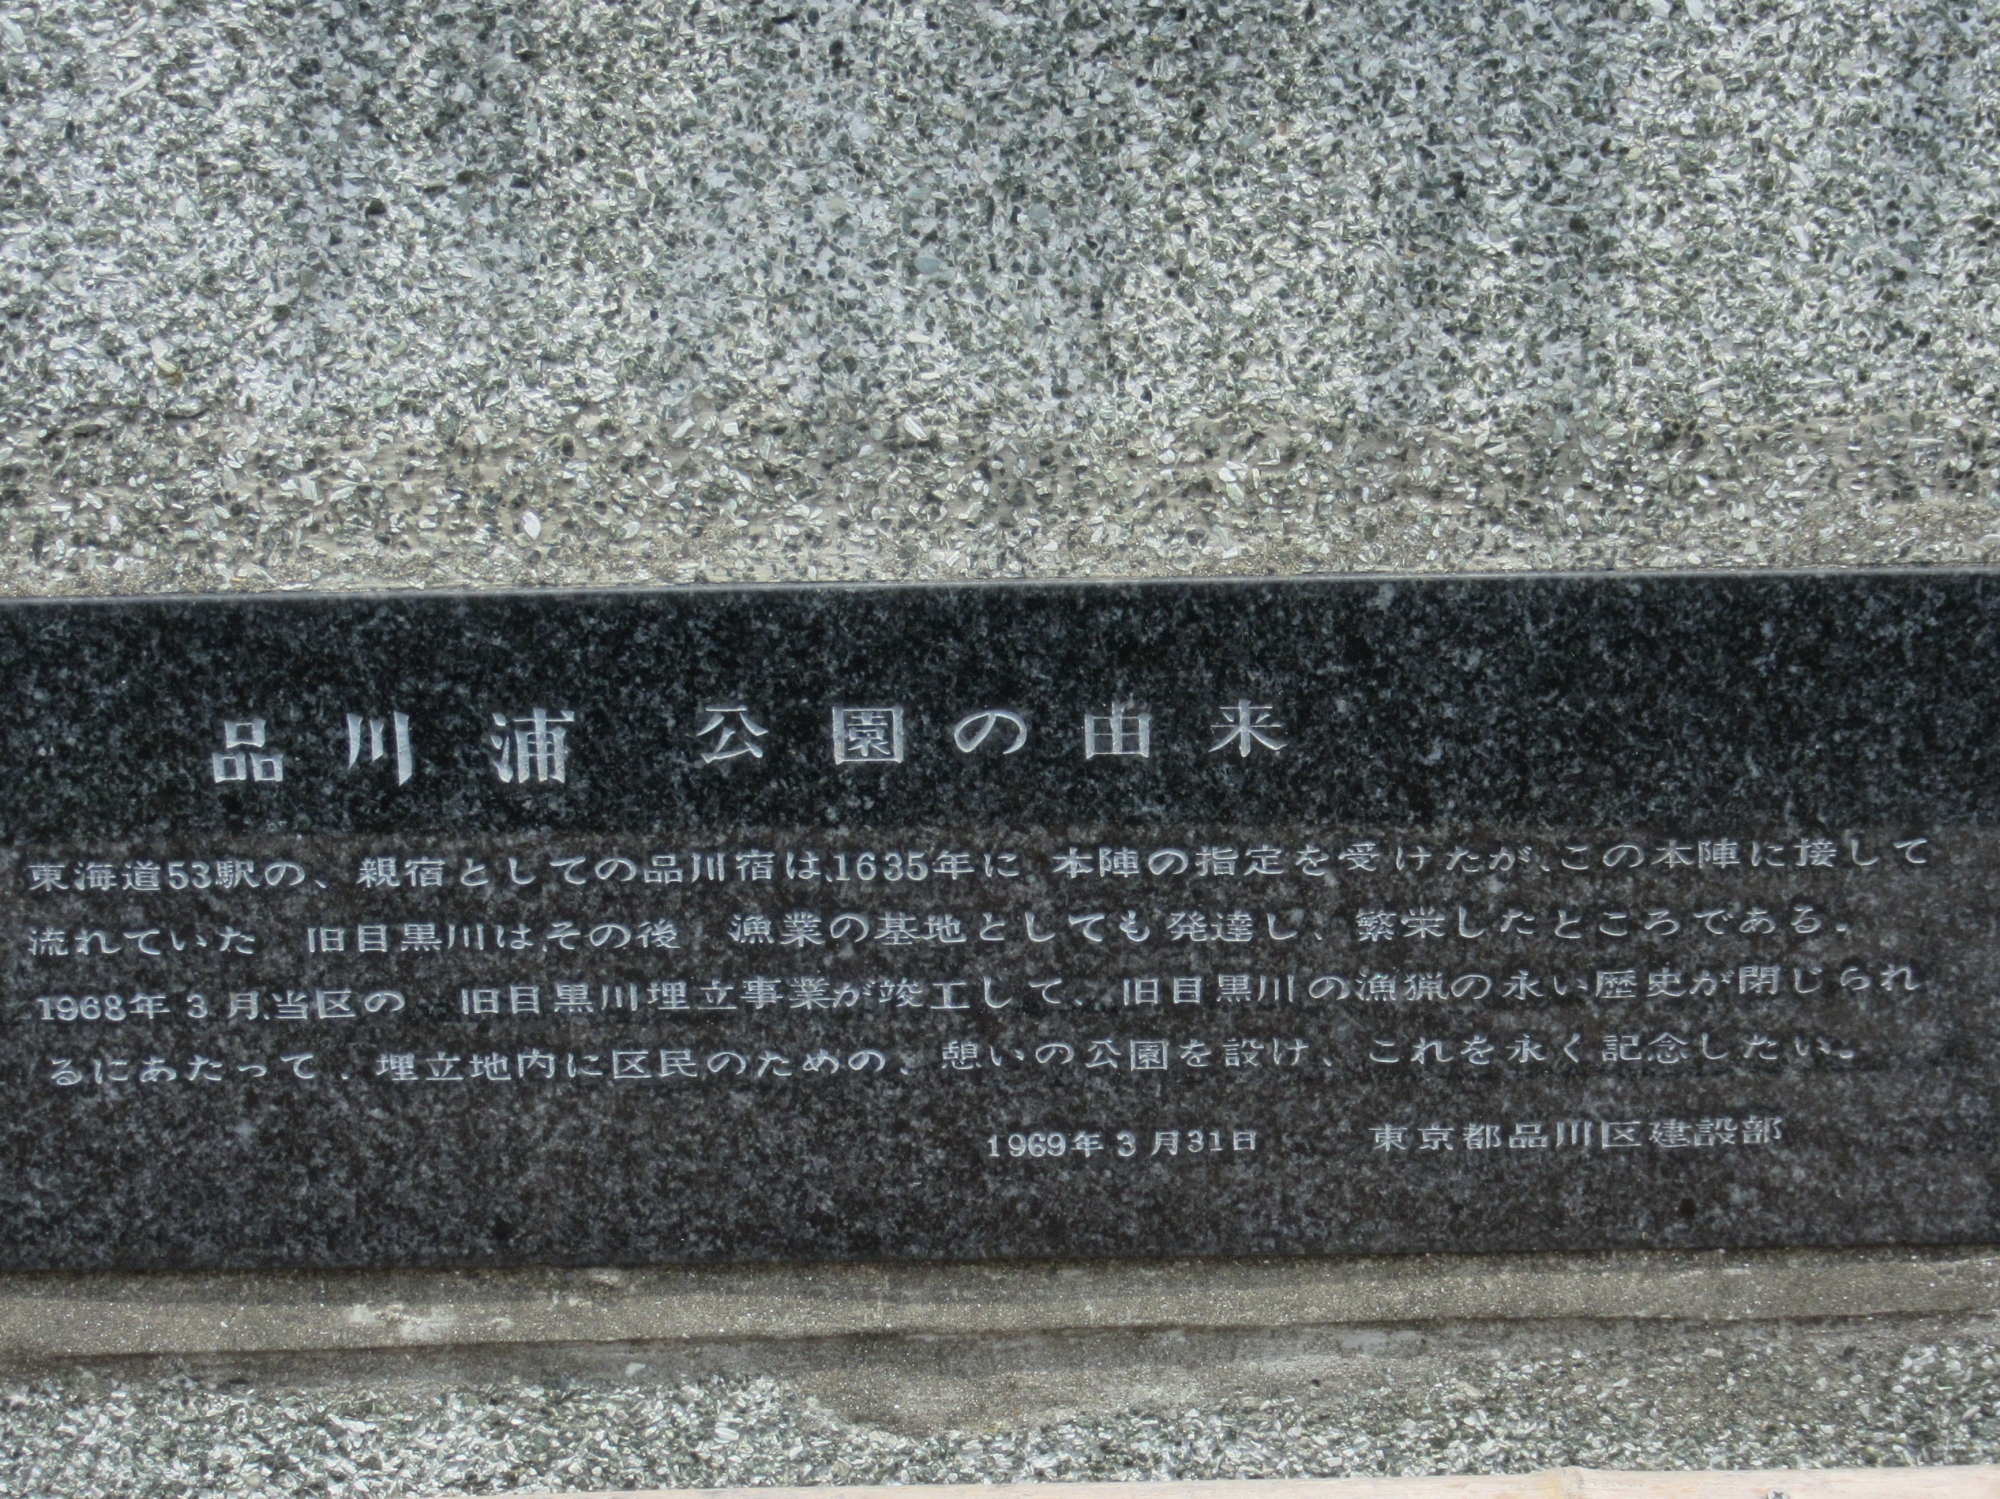 品川浦 公園の由来
東海道53駅の、親宿としての品川宿は、1635年に 本陣の指定を受けたが、この本陣に接して
流れていた 旧目黒川は、その後 漁業の基地としても発達し、繁栄したところである。
1968年3月、当区の 旧目黒川埋立事業が竣工して、旧目黒川の漁猟の永い歴史が閉じられ
るにあたって、埋立地内に区民のための、憩いの公園を設け、これを永く記念したい。
1969年3月31日 東京都品川区建設部